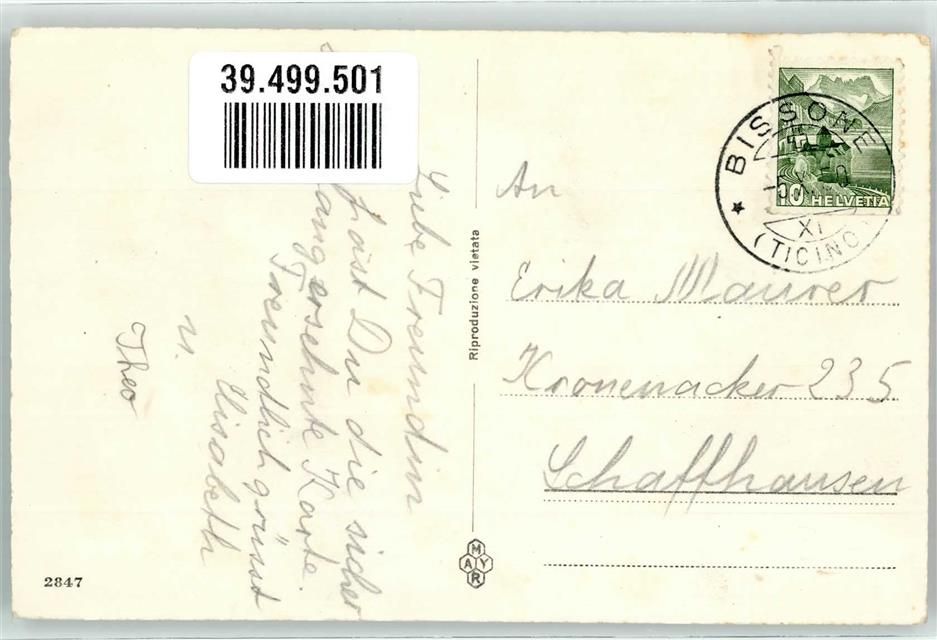 39.499.501
Liebe Freundin
Hast Du die sicher
lang ersehnte Karte.
Freundlich grüsst
Elisabeth
u.
Theo
Riproduzione vietata
MAYR
2847
BISSONE
(TICINO)
XI
10 HELVETIA
An
Erika Maurer
Kronenacker 235
Schaffhausen